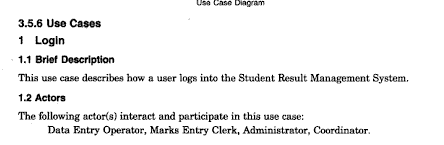 Use Case Diagram
3.5.6 Use Cases
1 Login
1.1 Brief Description
This use case describes how a user logs into the Student Result Management System.
1.2 Actors
The following actor(s) interact and participate in this use case:
Data Entry Operator, Marks Entry Clerk, Administrator, Coordinator.